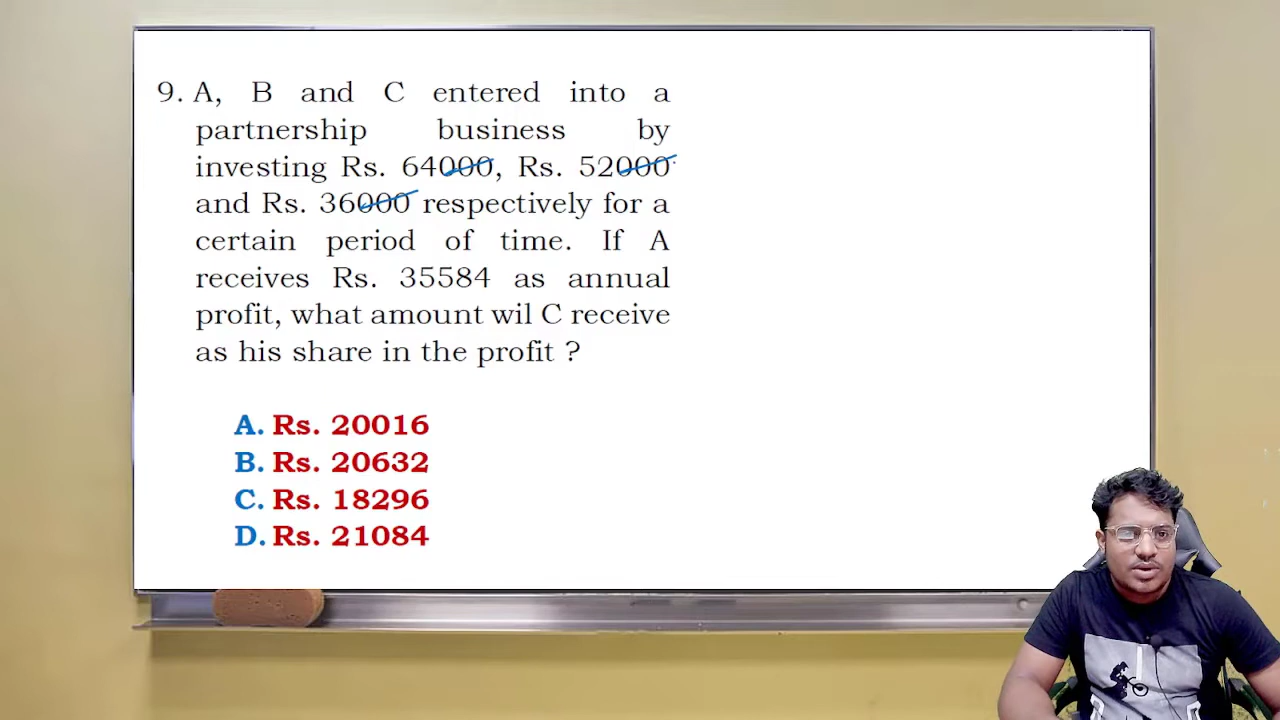 9. A, B and C entered into a
partnership business by
investing Rs. 64000, Rs. 52000
and Rs. 36000 respectively for a
certain period of time. If A
receives Rs. 35584 as annual
profit, what amount wil C receive
as his share in the profit ?
A. Rs. 20016
B. Rs. 20632
C. Rs. 18296
D. Rs. 21084